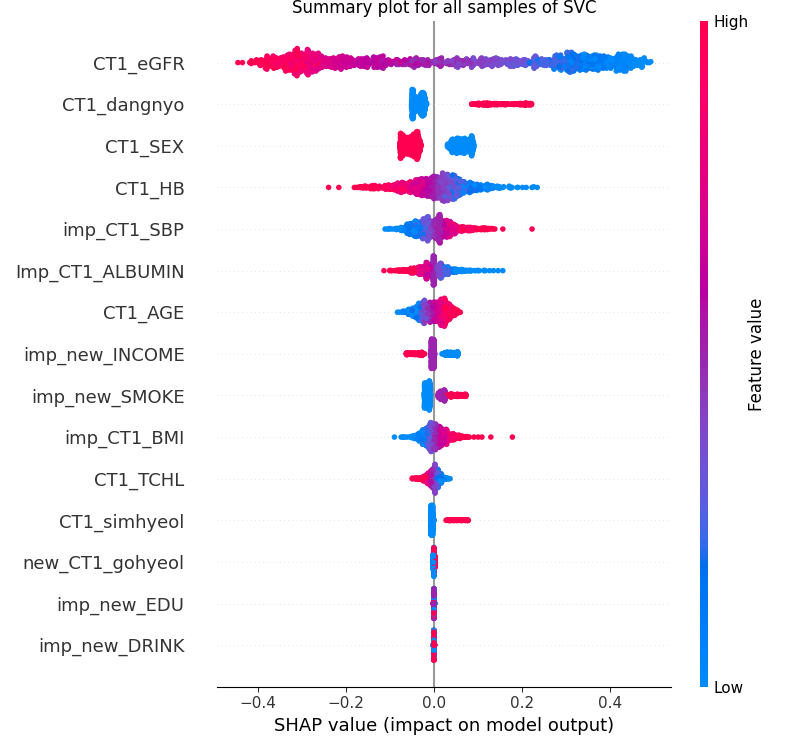 Summary plot for all samples of SVC
High
CT1_eGFR
CT1_dangnyo
CT1_SEX
CT1_HB
imp_CT1_SBP
Imp_CT1_ALBUMIN
CT1_AGE
imp_new_INCOME
imp_new_SMOKE
imp_CT1_BMI
CT1_TCHL
CT1_simhyeol
new_CT1_gohyeol
imp_new_EDU
imp_new_DRINK
Feature value
Low
−0.4 −0.2 0.0 0.2 0.4
SHAP value (impact on model output)